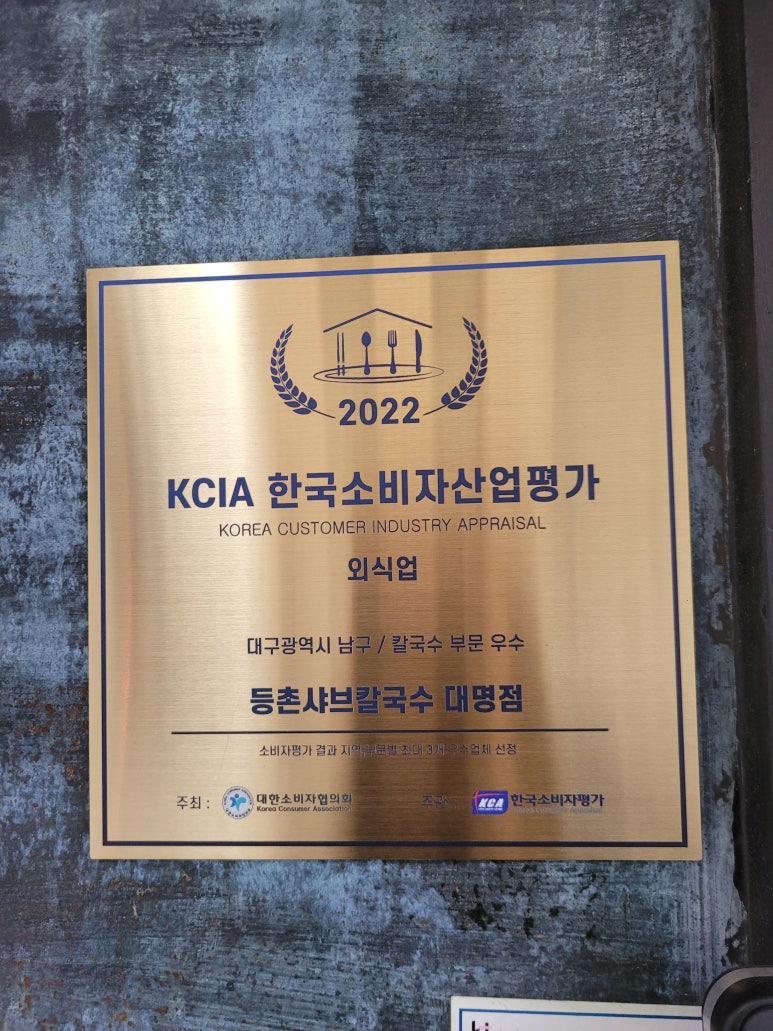 2022
KCIA 한국소비자산업평가
KOREA CUSTOMER INDUSTRY APPRAISAL
외식업
대구광역시 남구 / 칼국수 부문 우수
등촌샤브칼국수 대명점
소비자평가 결과 지역, 부문별 최대 3개 우수업체 선정
주최 : 대한소비자협의회
Korea Consumer Association
주관 : KCA 한국소비자평가
Korea Customer Appraisal